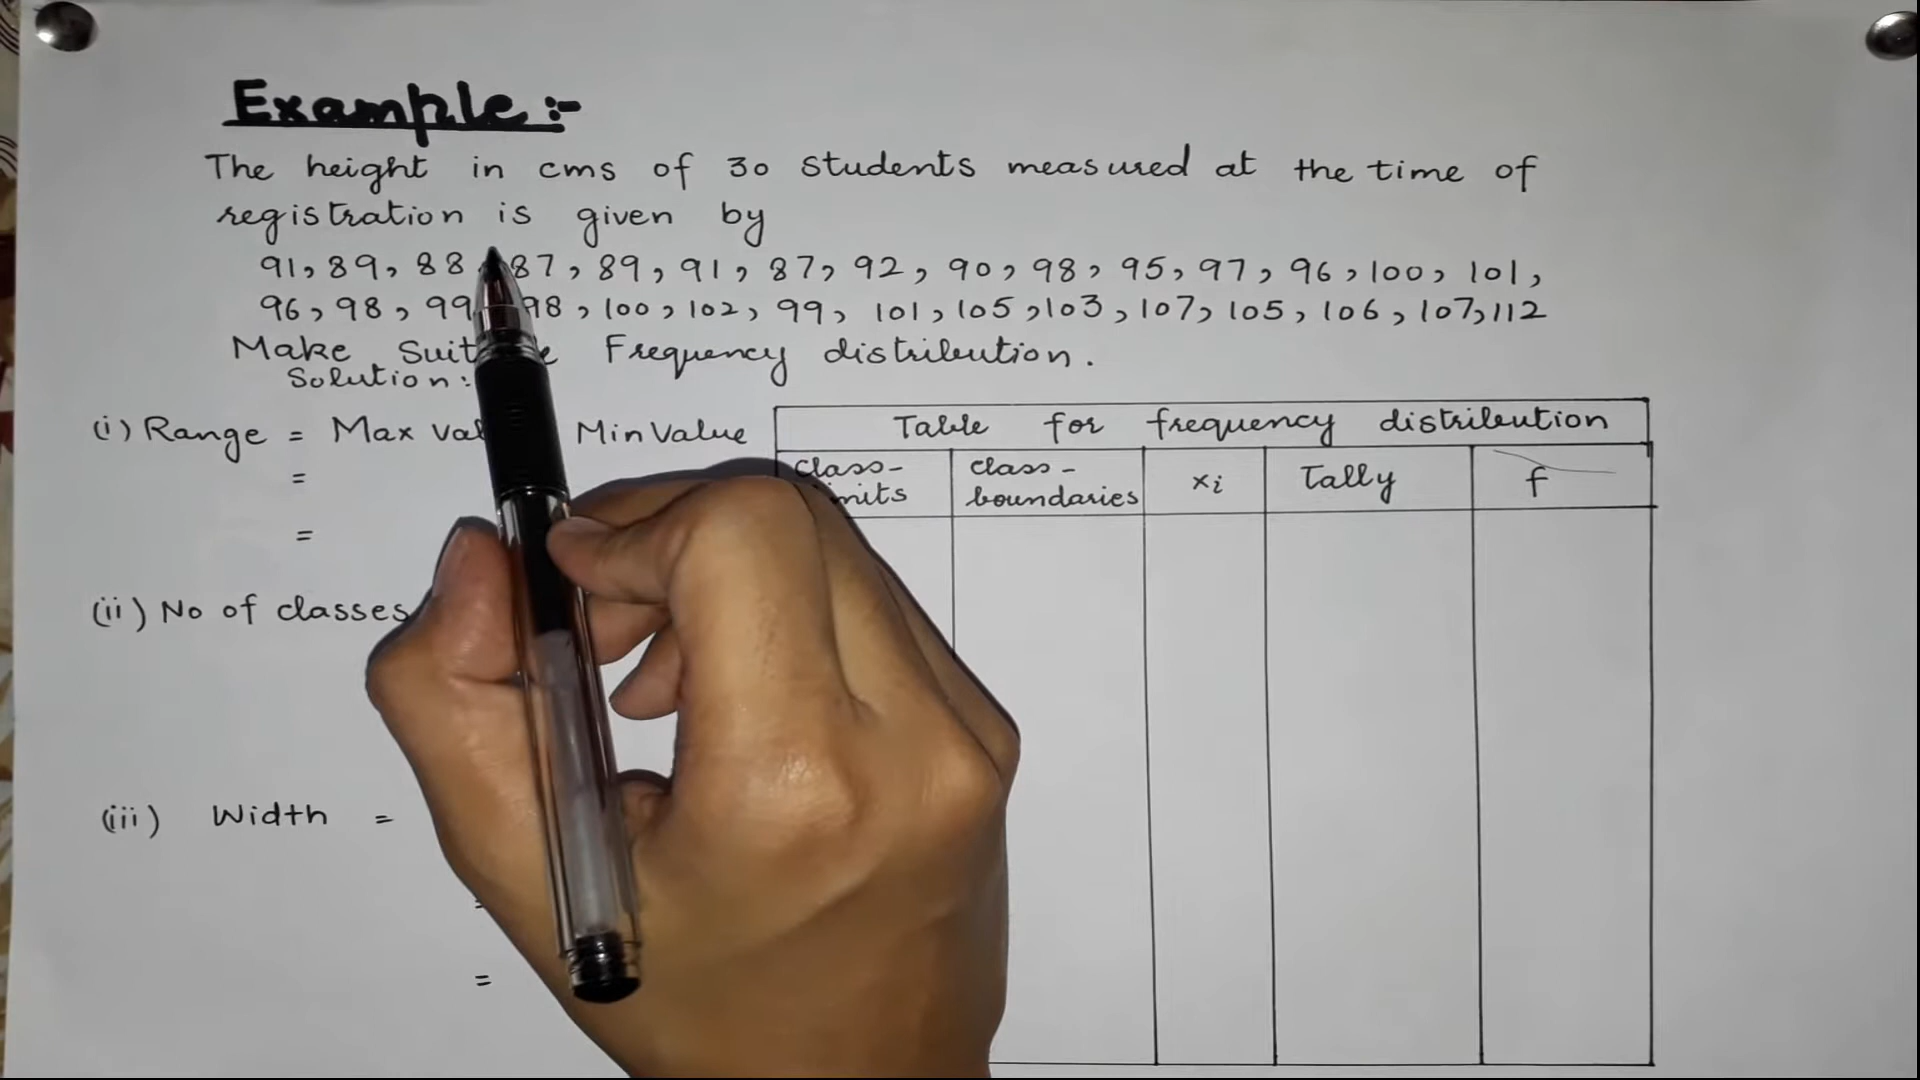 Example :-
The height in cms of 30 students measured at the time of
registration is given by
91, 89, 88 87, 89, 91, 87, 92, 90, 98, 95, 97, 96, 100, 101,
96, 98, 99 98, 100, 102, 99, 101, 105, 103, 107, 105, 106, 107, 112
Make Frequency distribution.
Solution:
(i) Range = Max Min Value
=
=
(ii) No of classes
(iii) Width =
=
=
Table for frequency distribution
class- class- xi Tally f
boundaries